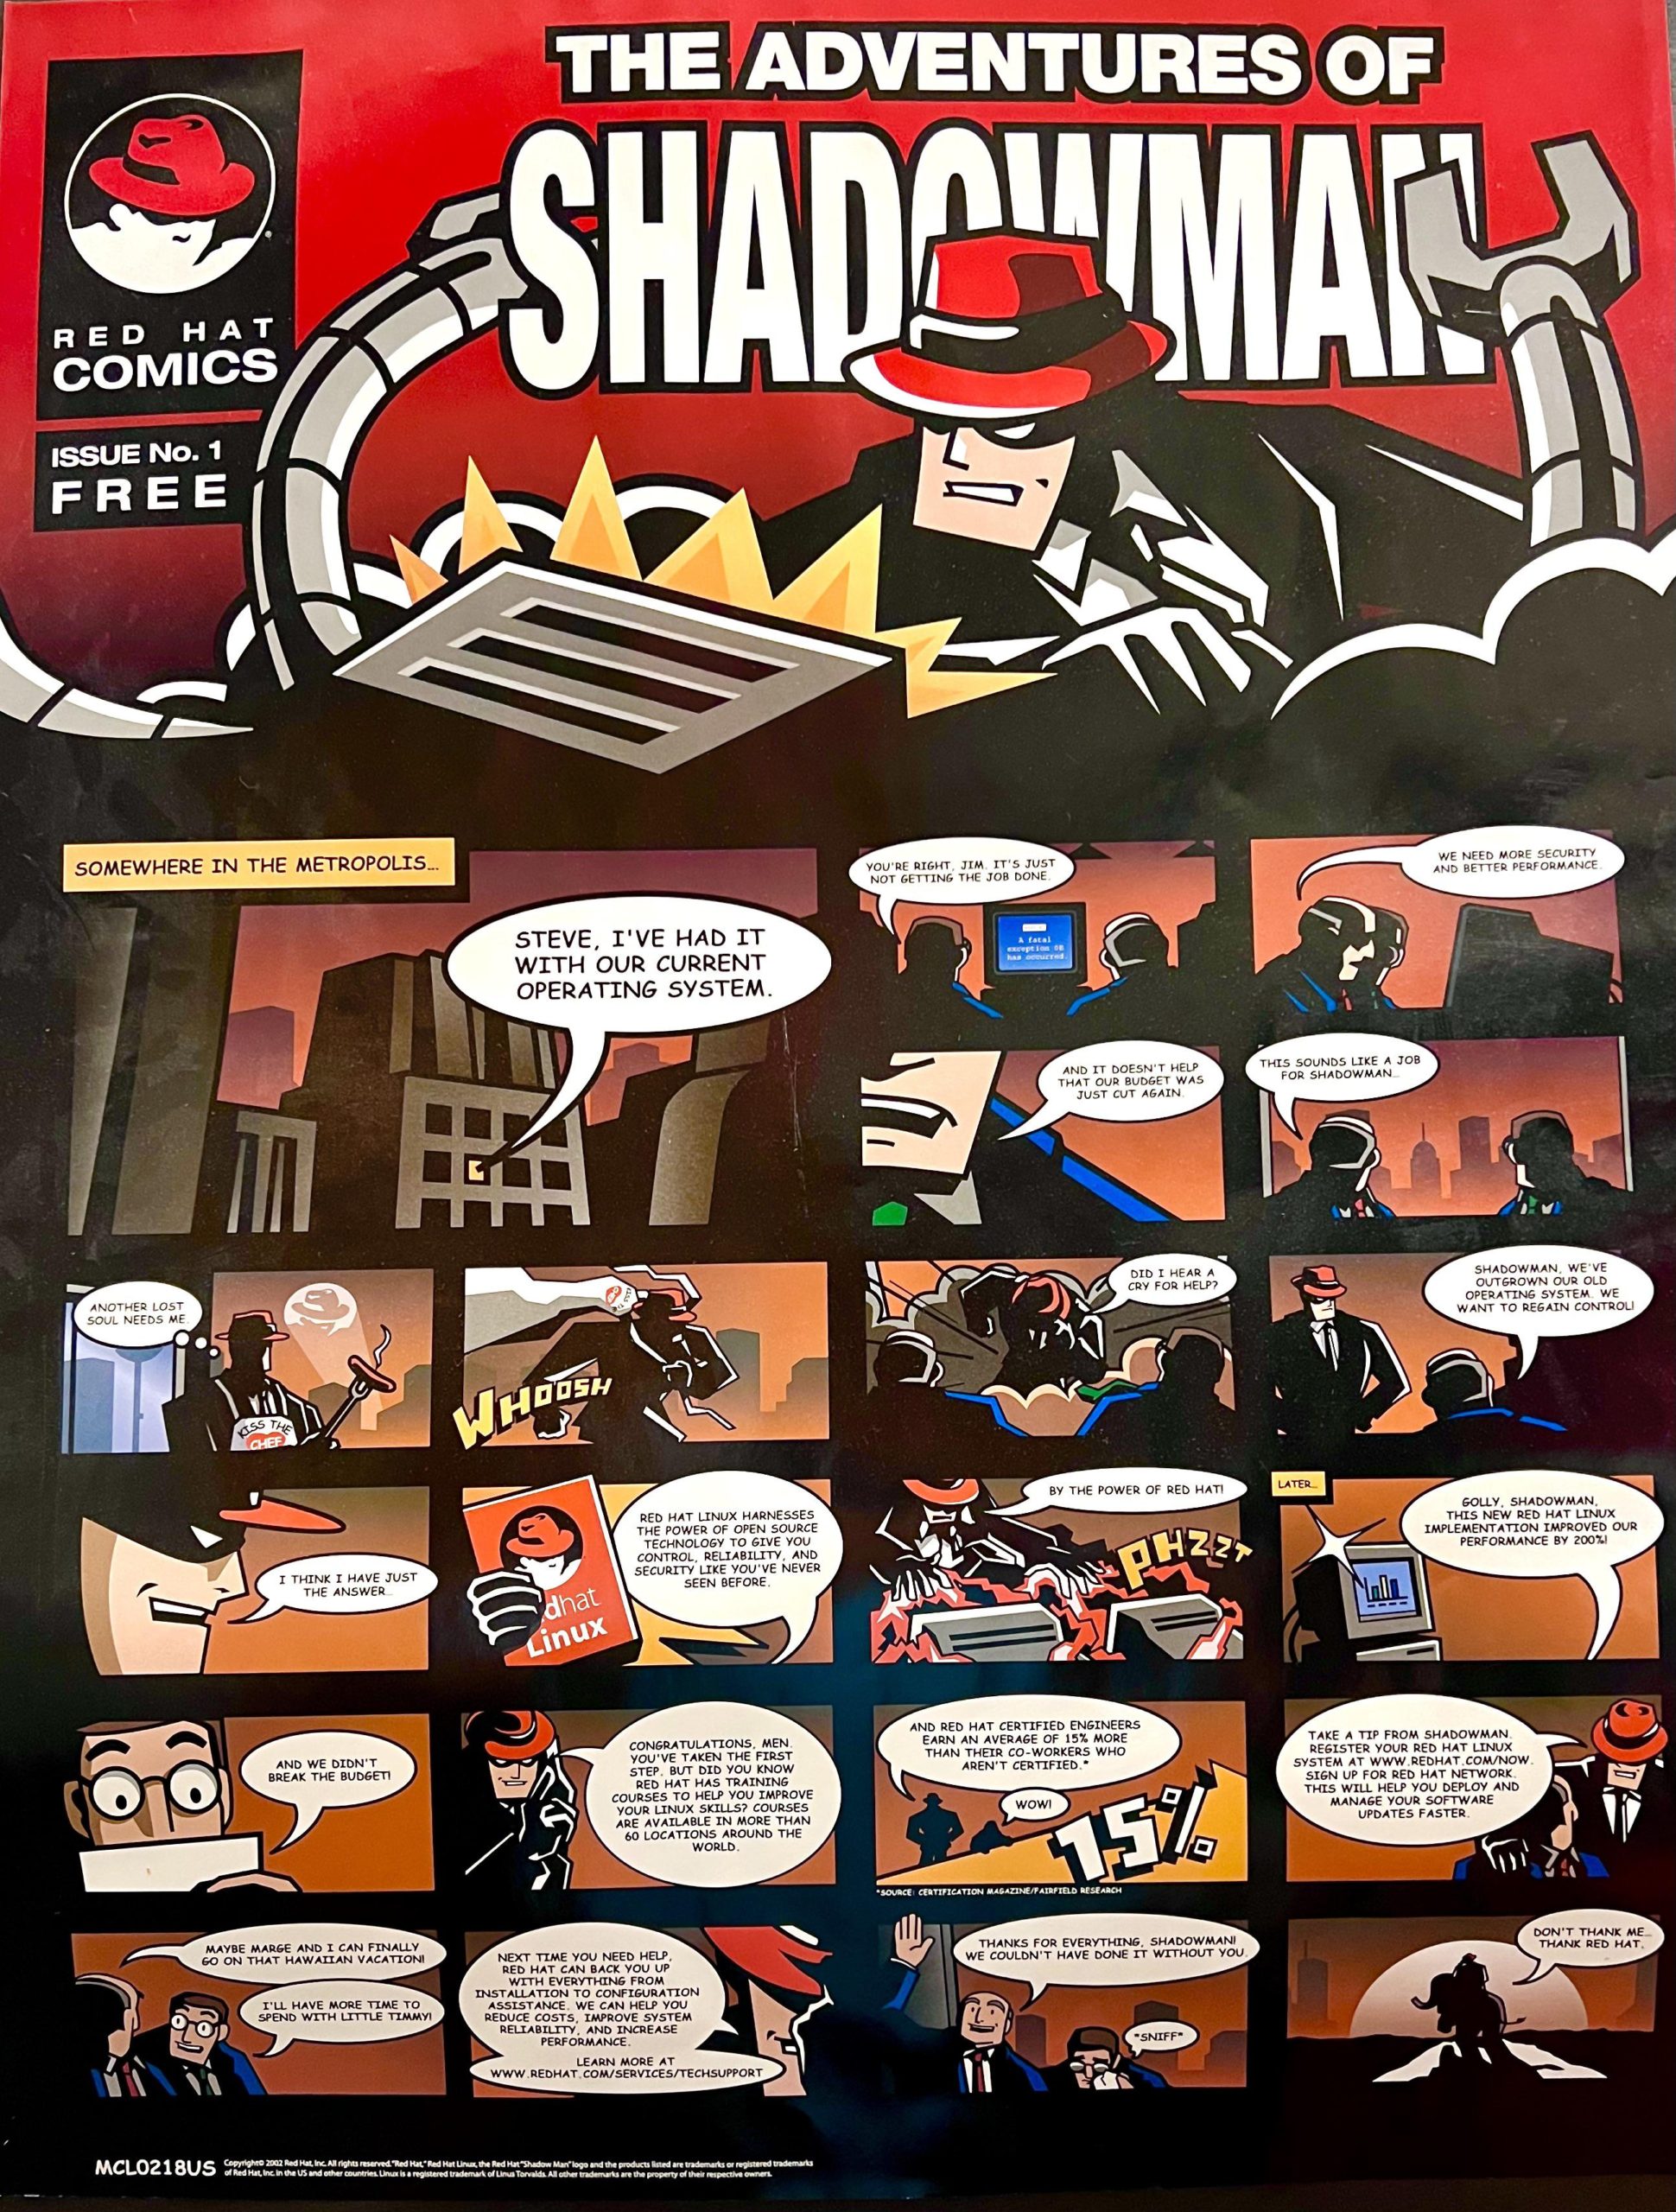 THE ADVENTURES OF
SHADOWMAN
RED HAT
COMICS
ISSUE No. 1
FREE
SOMEWHERE IN THE METROPOLIS...
STEVE, I'VE HAD IT
WITH OUR CURRENT
OPERATING SYSTEM.
YOU'RE RIGHT, JIM. IT'S JUST
NOT GETTING THE JOB DONE.
A fatal
exception 0E
has occurred.
WE NEED MORE SECURITY
AND BETTER PERFORMANCE.
AND IT DOESN'T HELP
THAT OUR BUDGET WAS
JUST CUT AGAIN.
THIS SOUNDS LIKE A JOB
FOR SHADOWMAN...
ANOTHER LOST
SOUL NEEDS ME.
KISS THE
CHEF
WHOOSH
DID I HEAR A
CRY FOR HELP?
SHADOWMAN, WE'VE
OUTGROWN OUR OLD
OPERATING SYSTEM. WE
WANT TO REGAIN CONTROL!
I THINK I HAVE JUST
THE ANSWER...
dhat
Linux
RED HAT LINUX HARNESSES
THE POWER OF OPEN SOURCE
TECHNOLOGY TO GIVE YOU
CONTROL, RELIABILITY, AND
SECURITY LIKE YOU'VE NEVER
SEEN BEFORE.
BY THE POWER OF RED HAT!
PHZZT
LATER...
GOLLY, SHADOWMAN,
THIS NEW RED HAT LINUX
IMPLEMENTATION IMPROVED OUR
PERFORMANCE BY 200%!
AND WE DIDN'T
BREAK THE BUDGET!
CONGRATULATIONS, MEN.
YOU'VE TAKEN THE FIRST
STEP. BUT DID YOU KNOW
RED HAT HAS TRAINING
COURSES TO HELP YOU IMPROVE
YOUR LINUX SKILLS? COURSES
ARE AVAILABLE IN MORE THAN
60 LOCATIONS AROUND THE
WORLD.
AND RED HAT CERTIFIED ENGINEERS
EARN AN AVERAGE OF 15% MORE
THAN THEIR CO-WORKERS WHO
AREN'T CERTIFIED.*
WOW!
15%
*SOURCE: CERTIFICATION MAGAZINE/FAIRFIELD RESEARCH
TAKE A TIP FROM SHADOWMAN.
REGISTER YOUR RED HAT LINUX
SYSTEM AT WWW.REDHAT.COM/NOW.
SIGN UP FOR RED HAT NETWORK.
THIS WILL HELP YOU DEPLOY AND
MANAGE YOUR SOFTWARE
UPDATES FASTER.
MAYBE MARGE AND I CAN FINALLY
GO ON THAT HAWAIIAN VACATION!
I'LL HAVE MORE TIME TO
SPEND WITH LITTLE TIMMY!
NEXT TIME YOU NEED HELP,
RED HAT CAN BACK YOU UP
WITH EVERYTHING FROM
INSTALLATION TO CONFIGURATION
ASSISTANCE. WE CAN HELP YOU
REDUCE COSTS, IMPROVE SYSTEM
RELIABILITY, AND INCREASE
PERFORMANCE.
LEARN MORE AT
WWW.REDHAT.COM/SERVICES/TECHSUPPORT
THANKS FOR EVERYTHING, SHADOWMAN!
WE COULDN'T HAVE DONE IT WITHOUT YOU.
*SNIFF*
DON'T THANK ME...
THANK RED HAT.
MCL0218US
Copyright© 2002 Red Hat, Inc. All rights reserved. "Red Hat," Red Hat Linux, the Red Hat "Shadow Man" logo and the products listed are trademarks or registered trademarks
of Red Hat, Inc. in the US and other countries. Linux is a registered trademark of Linus Torvalds. All other trademarks are the property of their respective owners.